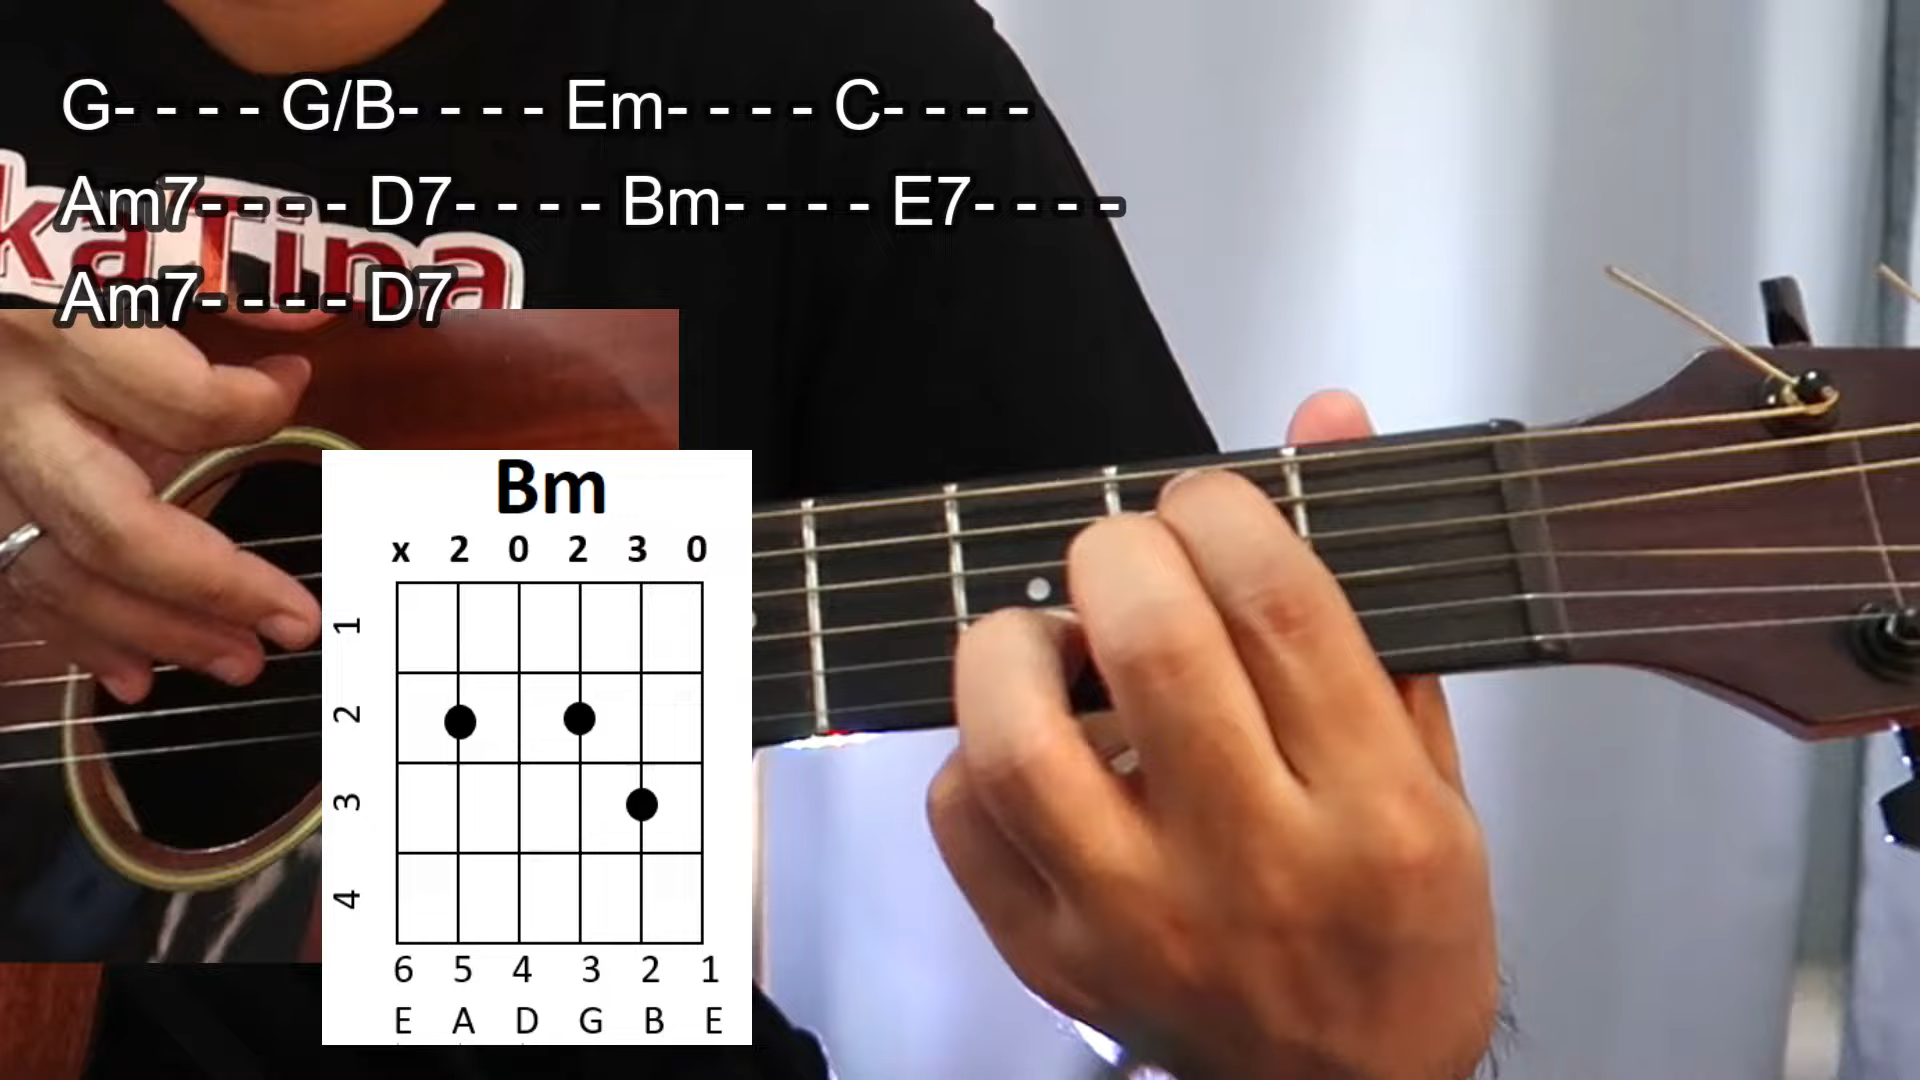 G- - - - G/B- - - - Em- - - - C- - - -
Am7- - - - D7- - - - Bm- - - - E7- - - -
Am7- - - - D7
kaTina
Bm
x 2 0 2 3 0
1
2
3
4
6 5 4 3 2 1
E A D G B E